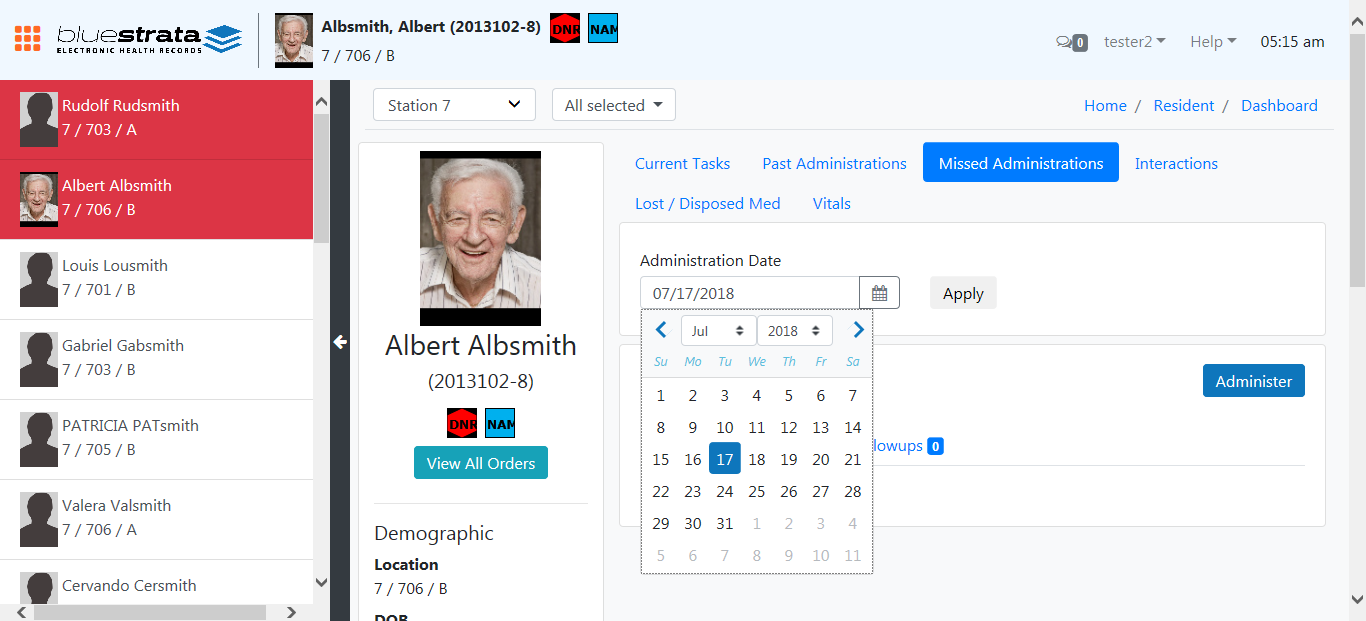 bluestrata
ELECTRONIC HEALTH RECORDS
Albsmith, Albert (2013102-8) DNR NAM
7 / 706 / B
0 tester2 Help 05:15 am
Rudolf Rudsmith
7 / 703 / A
Albert Albsmith
7 / 706 / B
Louis Lousmith
7 / 701 / B
Gabriel Gabsmith
7 / 703 / B
PATRICIA PATsmith
7 / 705 / B
Valera Valsmith
7 / 706 / A
Cervando Cersmith
Station 7 All selected Home / Resident / Dashboard
Albert Albsmith
(2013102-8)
DNR NAM
View All Orders
Demographic
Location
7 / 706 / B
DOB
Current Tasks Past Administrations Missed Administrations Interactions
Lost / Disposed Med Vitals
Administration Date
07/17/2018 Apply
Jul 2018
Su Mo Tu We Th Fr Sa
1 2 3 4 5 6 7
8 9 10 11 12 13 14
15 16 17 18 19 20 21
22 23 24 25 26 27 28
29 30 31 1 2 3 4
5 6 7 8 9 10 11
Administer
lowups 0